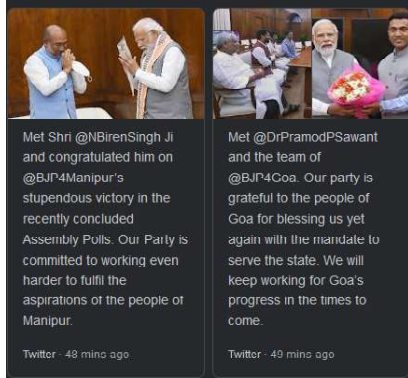 Met Shri @NBirenSingh Ji
and congratulated him on
@BJP4Manipur's
stupendous victory in the
recently concluded
Assembly Polls. Our Party is
committed to working even
harder to fulfil the
aspirations of the people of
Manipur.
Twitter · 48 mins ago
Met @DrPramodPSawant
and the team of
@BJP4Goa. Our party is
grateful to the people of
Goa for blessing us yet
again with the mandate to
serve the state. We will
keep working for Goa's
progress in the times to
come.
Twitter · 49 mins ago